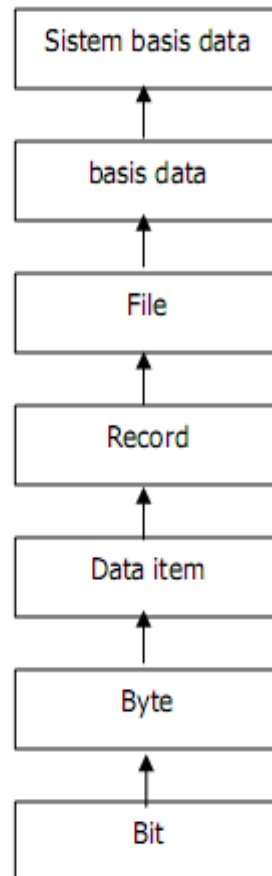 Sistem basis data
basis data
File
Record
Data item
Byte
Bit